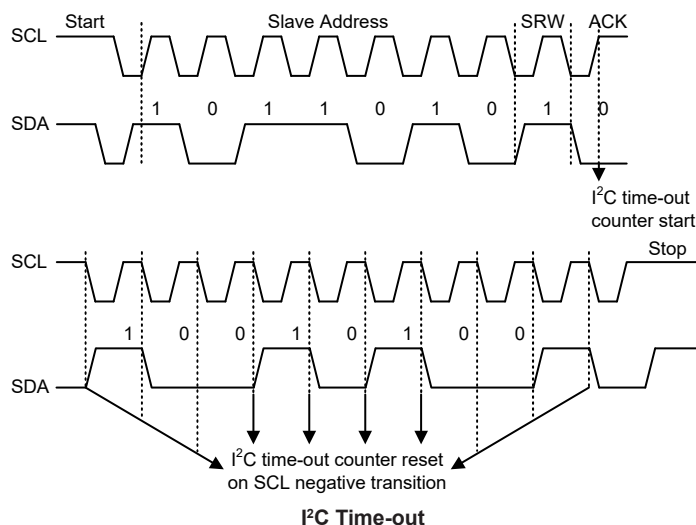 Start Slave Address SRW ACK
SCL
1 0 1 1 0 1 0 1 0
SDA
I²C time-out
counter start
Stop
SCL
1 0 0 1 0 1 0 0
SDA
I²C time-out counter reset
on SCL negative transition
I²C Time-out